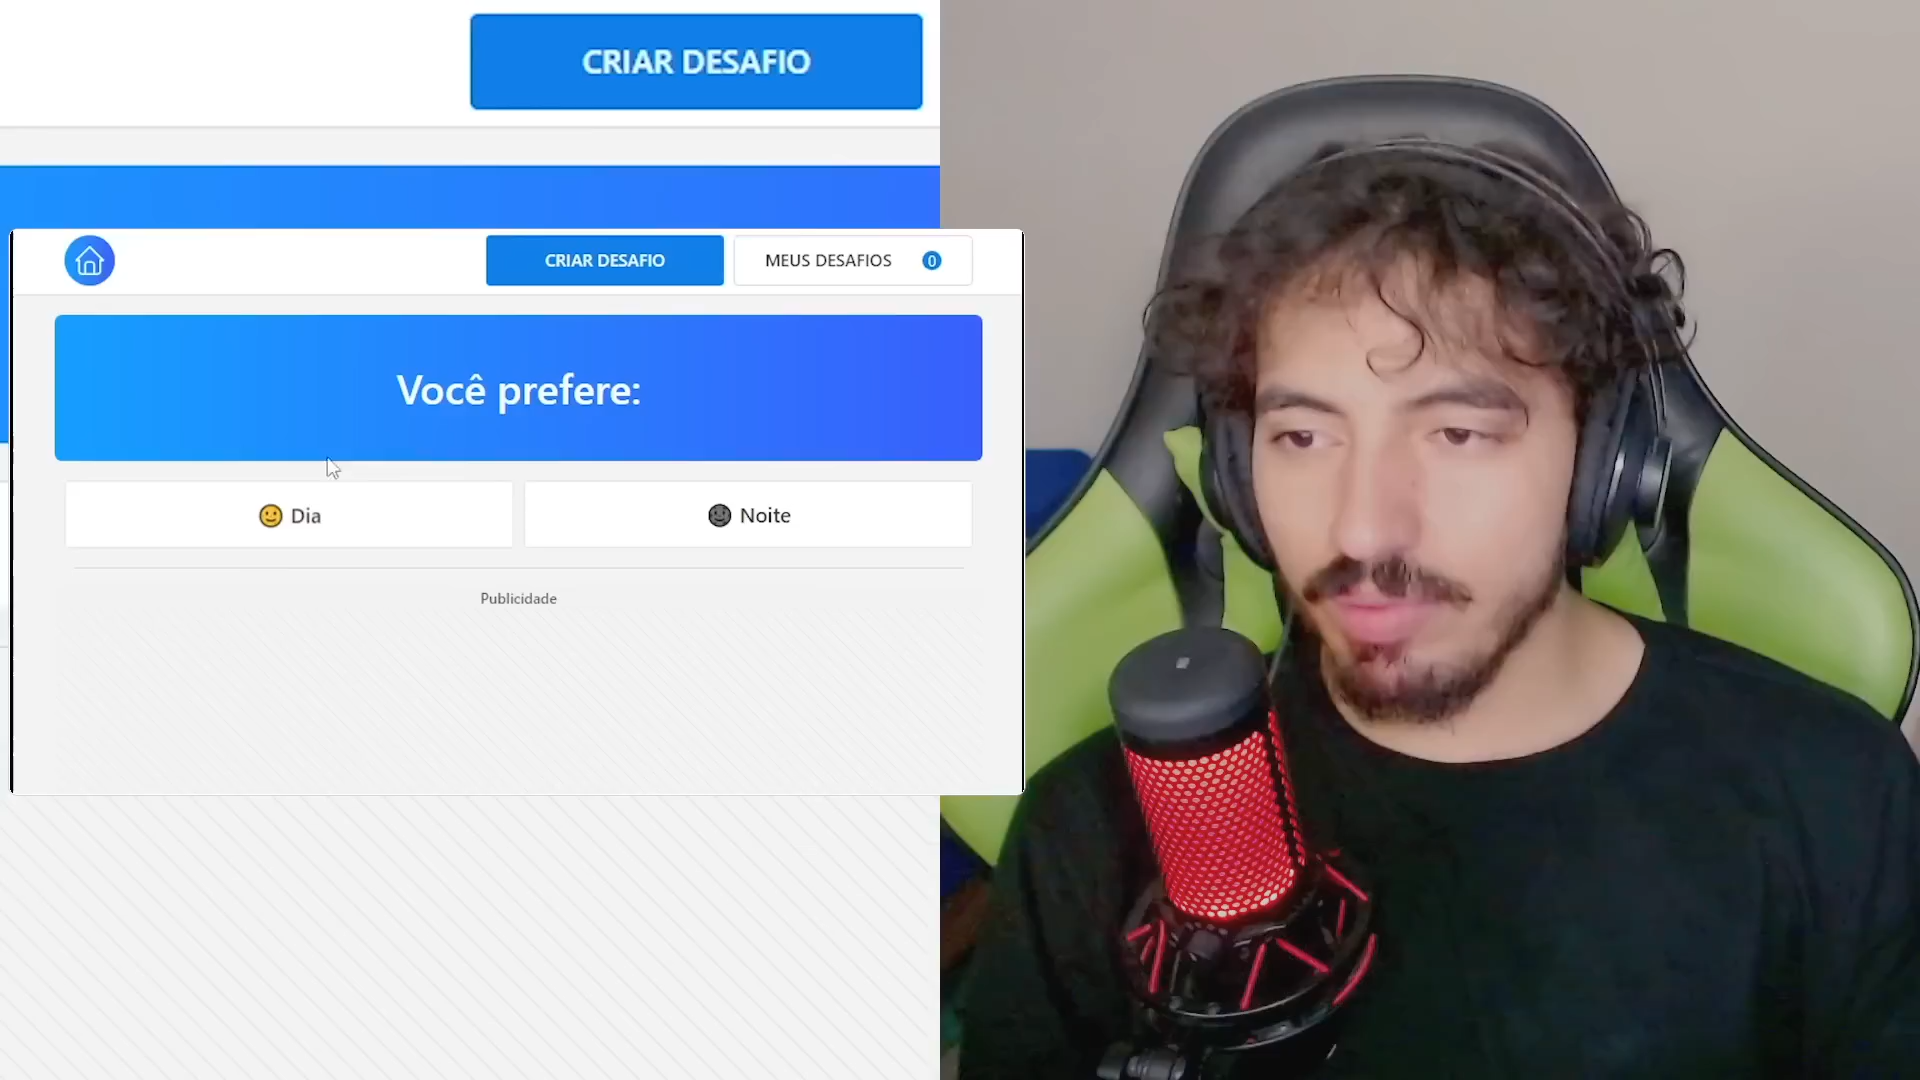 CRIAR DESAFIO
CRIAR DESAFIO
MEUS DESAFIOS 0
Você prefere:
Dia
Noite
Publicidade